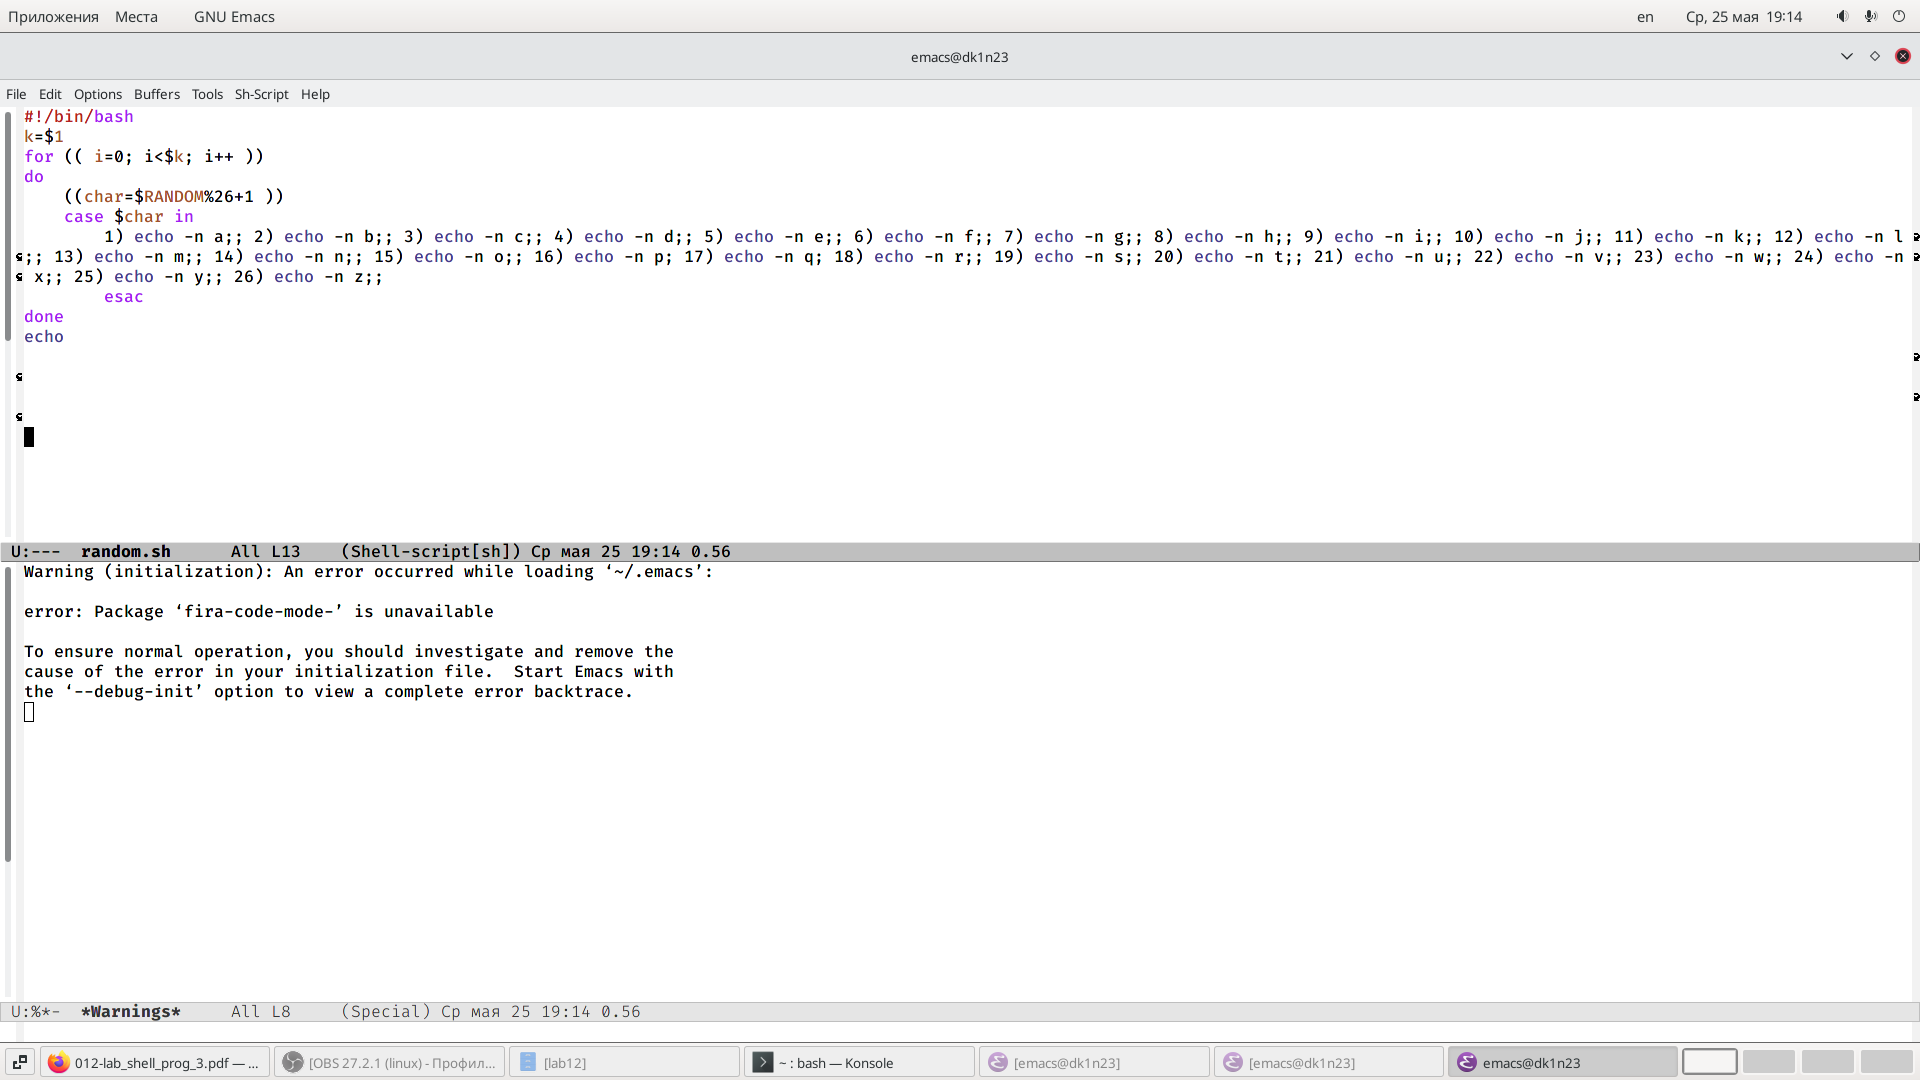 Приложения Места GNU Emacs en Ср, 25 мая 19:14
emacs@dk1n23
File Edit Options Buffers Tools Sh-Script Help
#!/bin/bash
k=$1
for (( i=0; i<$k; i++ ))
do
    ((char=$RANDOM%26+1 ))
    case $char in
        1) echo -n a;; 2) echo -n b;; 3) echo -n c;; 4) echo -n d;; 5) echo -n e;; 6) echo -n f;; 7) echo -n g;; 8) echo -n h;; 9) echo -n i;; 10) echo -n j;; 11) echo -n k;; 12) echo -n l
;; 13) echo -n m;; 14) echo -n n;; 15) echo -n o;; 16) echo -n p; 17) echo -n q; 18) echo -n r;; 19) echo -n s;; 20) echo -n t;; 21) echo -n u;; 22) echo -n v;; 23) echo -n w;; 24) echo -n
 x;; 25) echo -n y;; 26) echo -n z;;
        esac
done
echo
U:---  random.sh      All L13    (Shell-script[sh]) Ср мая 25 19:14 0.56
Warning (initialization): An error occurred while loading ‘~/.emacs’:
error: Package ‘fira-code-mode-’ is unavailable
To ensure normal operation, you should investigate and remove the
cause of the error in your initialization file.  Start Emacs with
the ‘--debug-init’ option to view a complete error backtrace.
U:%*-  *Warnings*     All L8     (Special) Ср мая 25 19:14 0.56
012-lab_shell_prog_3.pdf — ... [OBS 27.2.1 (linux) - Профил... [lab12] ~ : bash — Konsole [emacs@dk1n23] [emacs@dk1n23] emacs@dk1n23